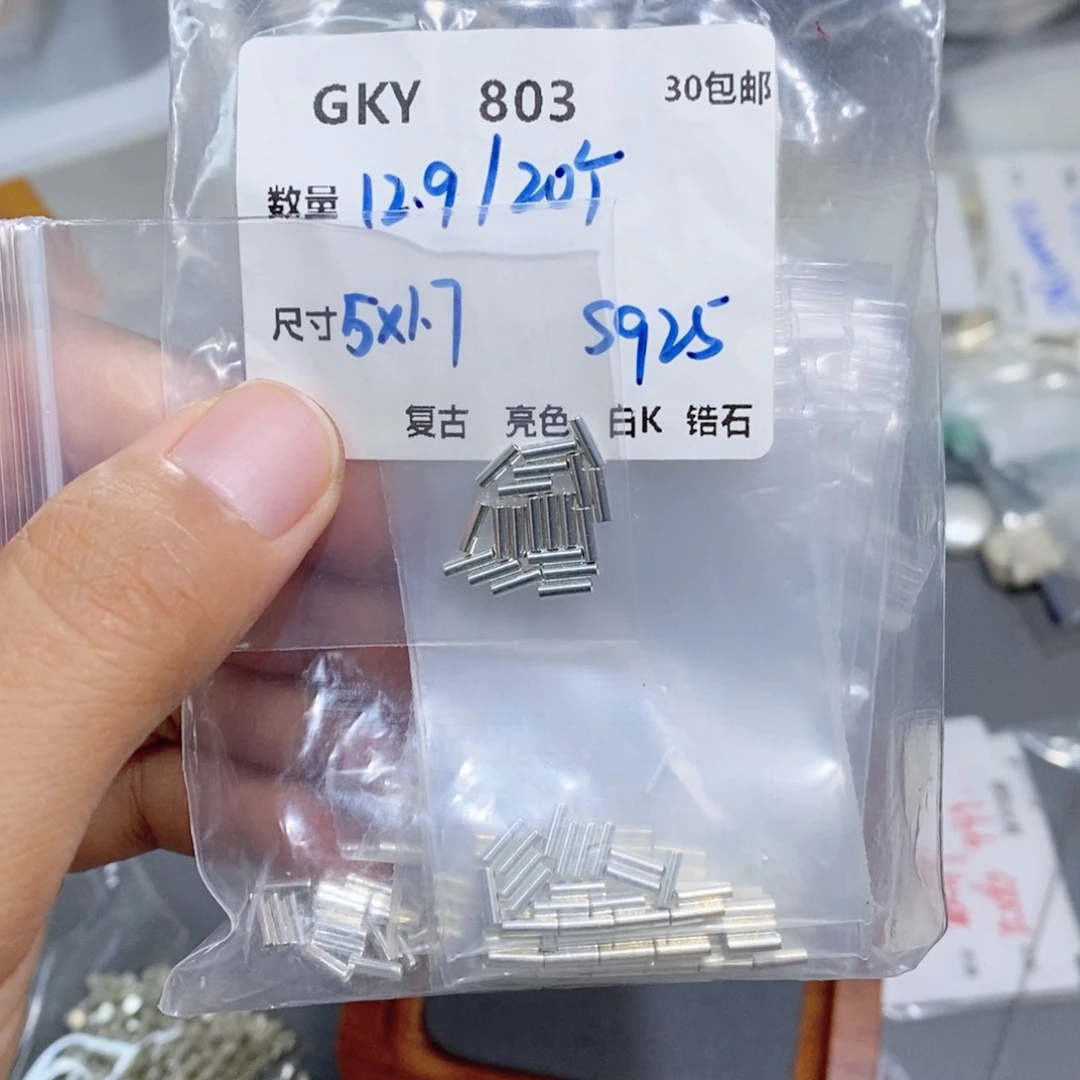 GKY 803 30包邮
数量 12.9/20个
尺寸 5X1.7 S925
复古 亮色 白K 锆石